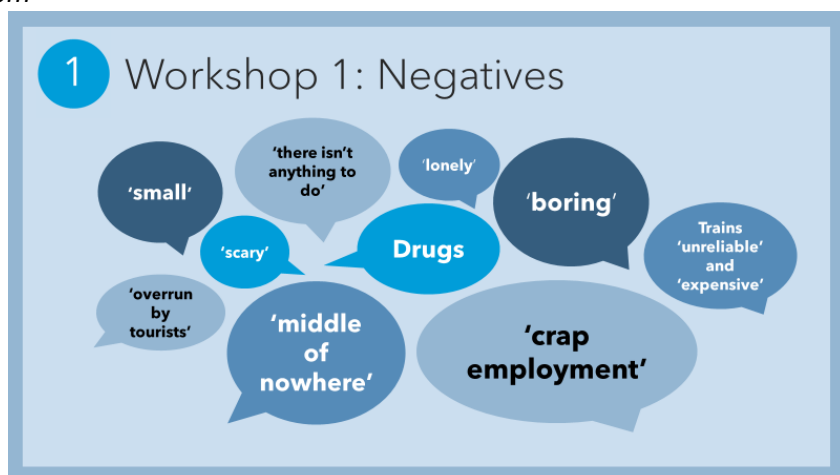 1
Workshop 1: Negatives
'small'
'there isn't
anything to
do'
'lonely'
'boring'
'scary'
Drugs
Trains
'unreliable'
and
'expensive'
'overrun
by
tourists'
'middle
of
nowhere'
'crap
employment'